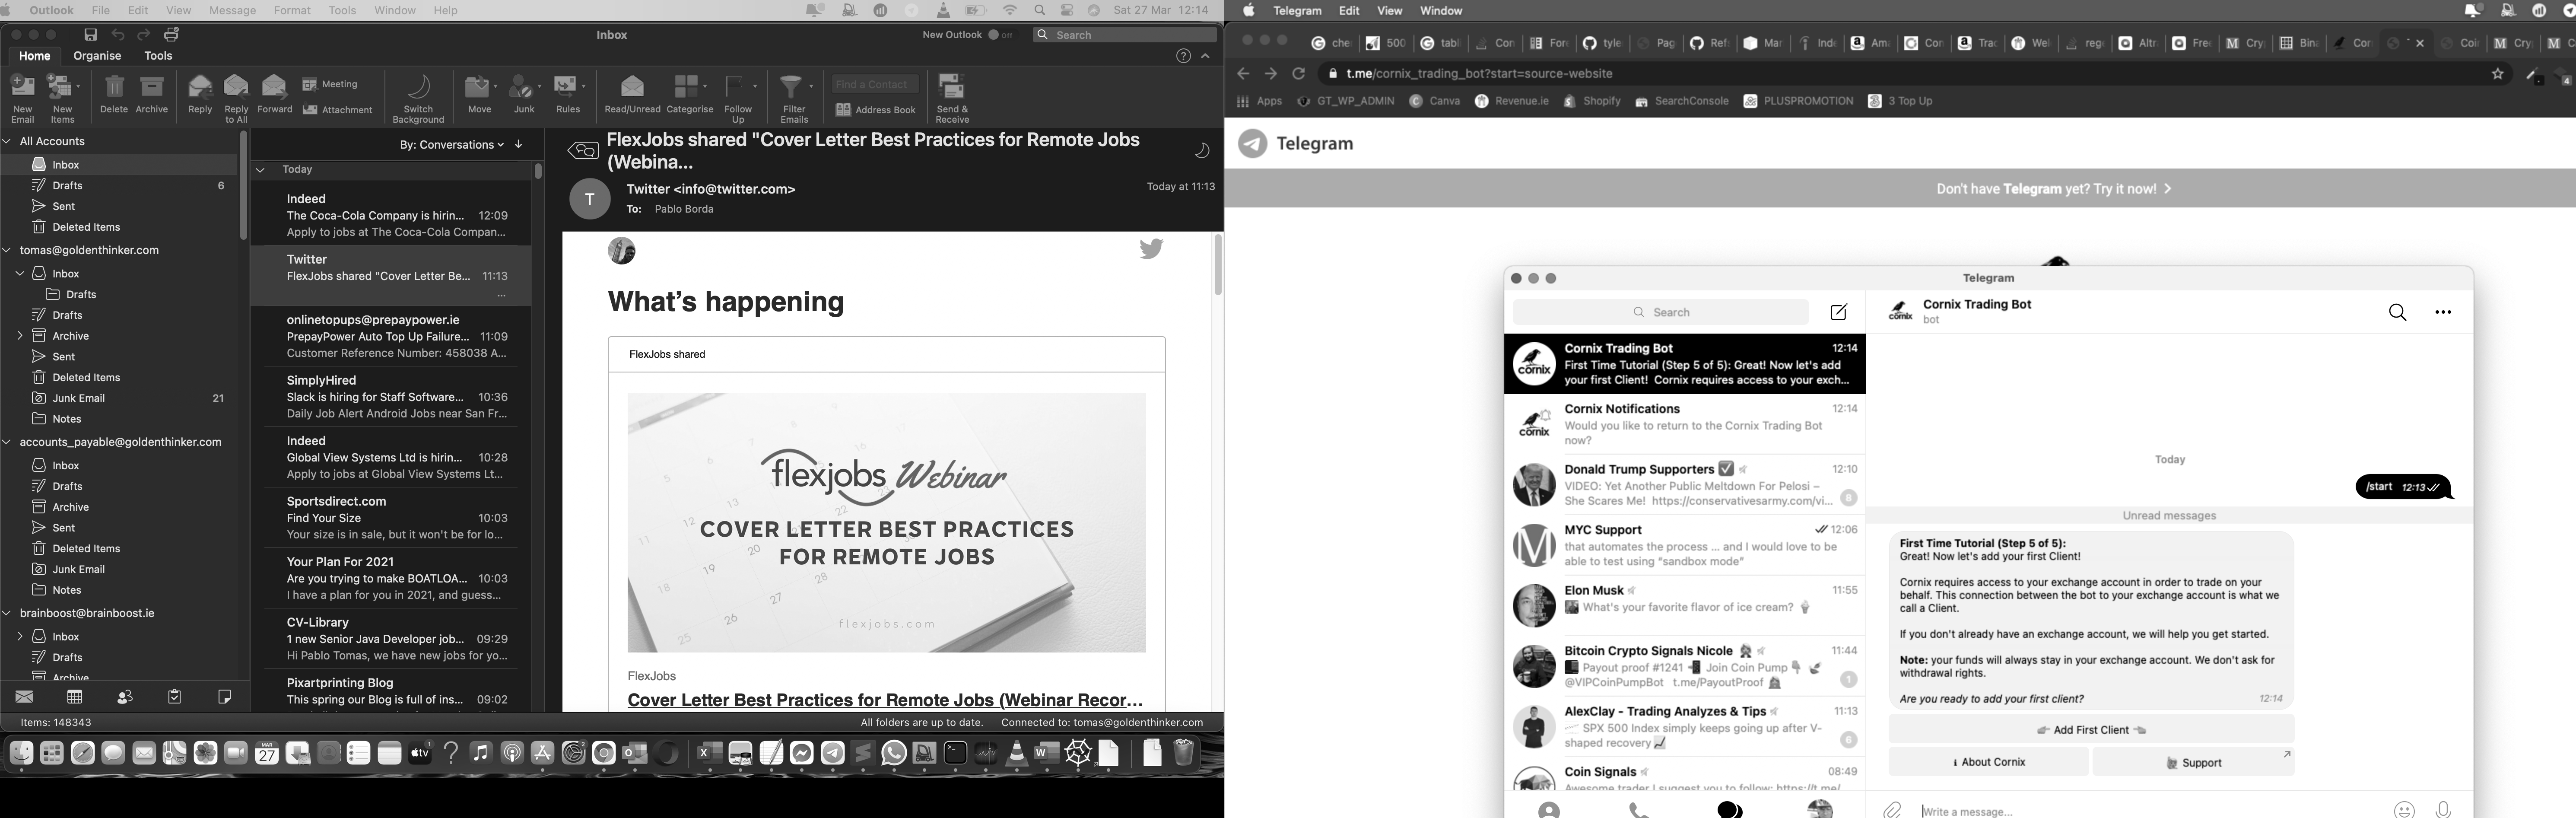 Outlook File Edit View Message Format Tools Window Help Sat 27 Mar 12:14
Inbox
New Outlook Off Search
Home Organise Tools
New Email
New Items
Delete
Archive
Reply
Reply to All
Forward
Meeting
Attachment
Switch Background
Move
Junk
Rules
Read/Unread
Categorise
Follow Up
Filter Emails
Find a Contact
Address Book
Send & Receive
All Accounts
Inbox
Drafts 6
Sent
Deleted Items
tomas@goldenthinker.com
Inbox
Drafts
Drafts
Archive
Sent
Deleted Items
Junk Email 21
Notes
accounts_payable@goldenthinker.com
Inbox
Drafts
Archive
Sent
Deleted Items
Junk Email
Notes
brainboost@brainboost.ie
Inbox
Drafts
Archive
Items: 148343
By: Conversations
Today
Indeed
The Coca-Cola Company is hirin... 12:09
Apply to jobs at The Coca-Cola Compan...
Twitter
FlexJobs shared "Cover Letter Be... 11:13
...
onlinetopups@prepaypower.ie
PrepayPower Auto Top Up Failure... 11:09
Customer Reference Number: 458038 A...
SimplyHired
Slack is hiring for Staff Software... 10:36
Daily Job Alert Android Jobs near San Fr...
Indeed
Global View Systems Ltd is hirin... 10:28
Apply to jobs at Global View Systems Lt...
Sportsdirect.com
Find Your Size 10:03
Your size is in sale, but it won't be for lo...
Your Plan For 2021
Are you trying to make BOATLOA... 10:03
I have a plan for you in 2021, and guess...
CV-Library
1 new Senior Java Developer job... 09:29
Hi Pablo Tomas, we have new jobs for yo...
Pixartprinting Blog
This spring our Blog is full of ins... 09:02
FlexJobs shared "Cover Letter Best Practices for Remote Jobs
(Webina...
T
Twitter <info@twitter.com>
Today at 11:13
To: Pablo Borda
What's happening
FlexJobs shared
flexjobs Webinar
COVER LETTER BEST PRACTICES
FOR REMOTE JOBS
flexjobs.com
FlexJobs
Cover Letter Best Practices for Remote Jobs (Webinar Recor...
All folders are up to date. Connected to: tomas@goldenthinker.com
MAR
27
tv
Telegram Edit View Window
t.me/cornix_trading_bot?start=source-website
Apps GT_WP_ADMIN Canva Revenue.ie Shopify SearchConsole PLUSPROMOTION 3 Top Up
Telegram
Don't have Telegram yet? Try it now!
Telegram
Search
Cornix Trading Bot 12:14
First Time Tutorial (Step 5 of 5): Great! Now let's add
your first Client! Cornix requires access to your exch...
Cornix Notifications 12:14
Would you like to return to the Cornix Trading Bot
now?
Donald Trump Supporters 12:10
VIDEO: Yet Another Public Meltdown For Pelosi –
She Scares Me! https://conservativesarmy.com/vi... 8
MYC Support 12:06
that automates the process ... and I would love to be
able to test using "sandbox mode"
Elon Musk 11:55
What's your favorite flavor of ice cream?
Bitcoin Crypto Signals Nicole 11:44
Payout proof #1241 Join Coin Pump
@VIPCoinPumpBot t.me/PayoutProof 1
AlexClay - Trading Analyzes & Tips 11:13
SPX 500 Index simply keeps going up after V-
shaped recovery 6
Coin Signals 08:49
Awesome trader I suggest you to follow: https://t.me/
Cornix Trading Bot
bot
Today
/start 12:13
Unread messages
First Time Tutorial (Step 5 of 5):
Great! Now let's add your first Client!
Cornix requires access to your exchange account in order to trade on your
behalf. This connection between the bot to your exchange account is what we
call a Client.
If you don't already have an exchange account, we will help you get started.
Note: your funds will always stay in your exchange account. We don't ask for
withdrawal rights.
Are you ready to add your first client? 12:14
Add First Client
About Cornix
Support
Write a message...